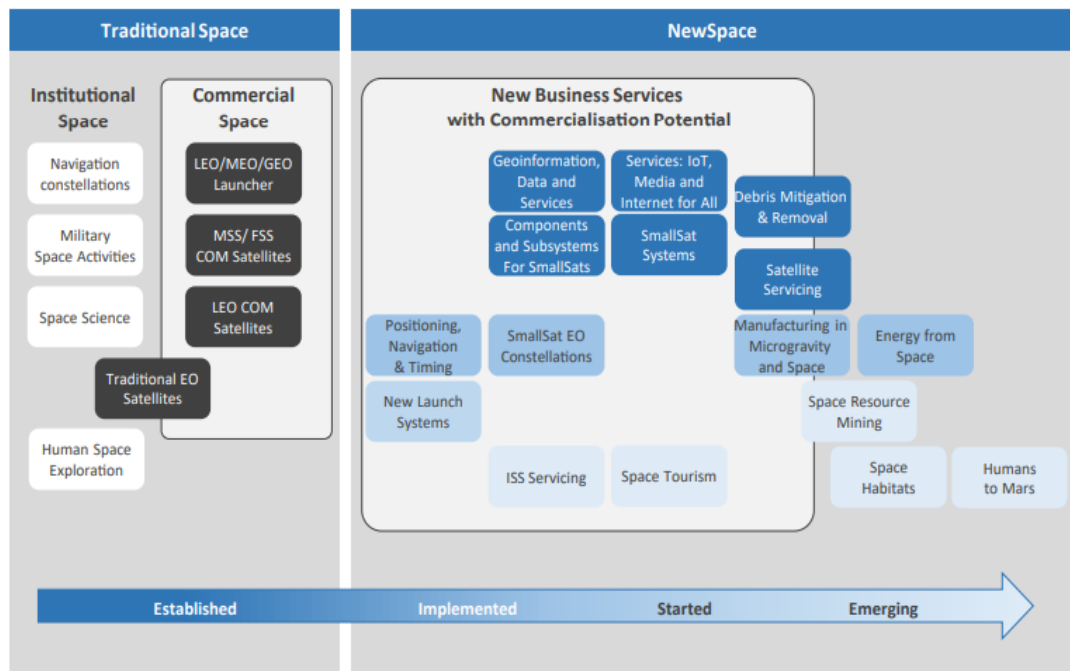 Traditional Space
NewSpace
Institutional
Space
Commercial
Space
Navigation
constellations
Military
Space Activities
Space Science
Human Space
Exploration
LEO/MEO/GEO
Launcher
MSS/ FSS
COM Satellites
LEO COM
Satellites
Traditional EO
Satellites
New Business Services
with Commercialisation Potential
Geoinformation,
Data and
Services
Services: IoT,
Media and
Internet for All
Debris Mitigation
& Removal
Components
and Subsystems
For SmallSats
SmallSat
Systems
Satellite
Servicing
Positioning,
Navigation
& Timing
SmallSat EO
Constellations
Manufacturing in
Microgravity
and Space
Energy from
Space
New Launch
Systems
Space Resource
Mining
ISS Servicing
Space Tourism
Space
Habitats
Humans
to Mars
Established
Implemented
Started
Emerging